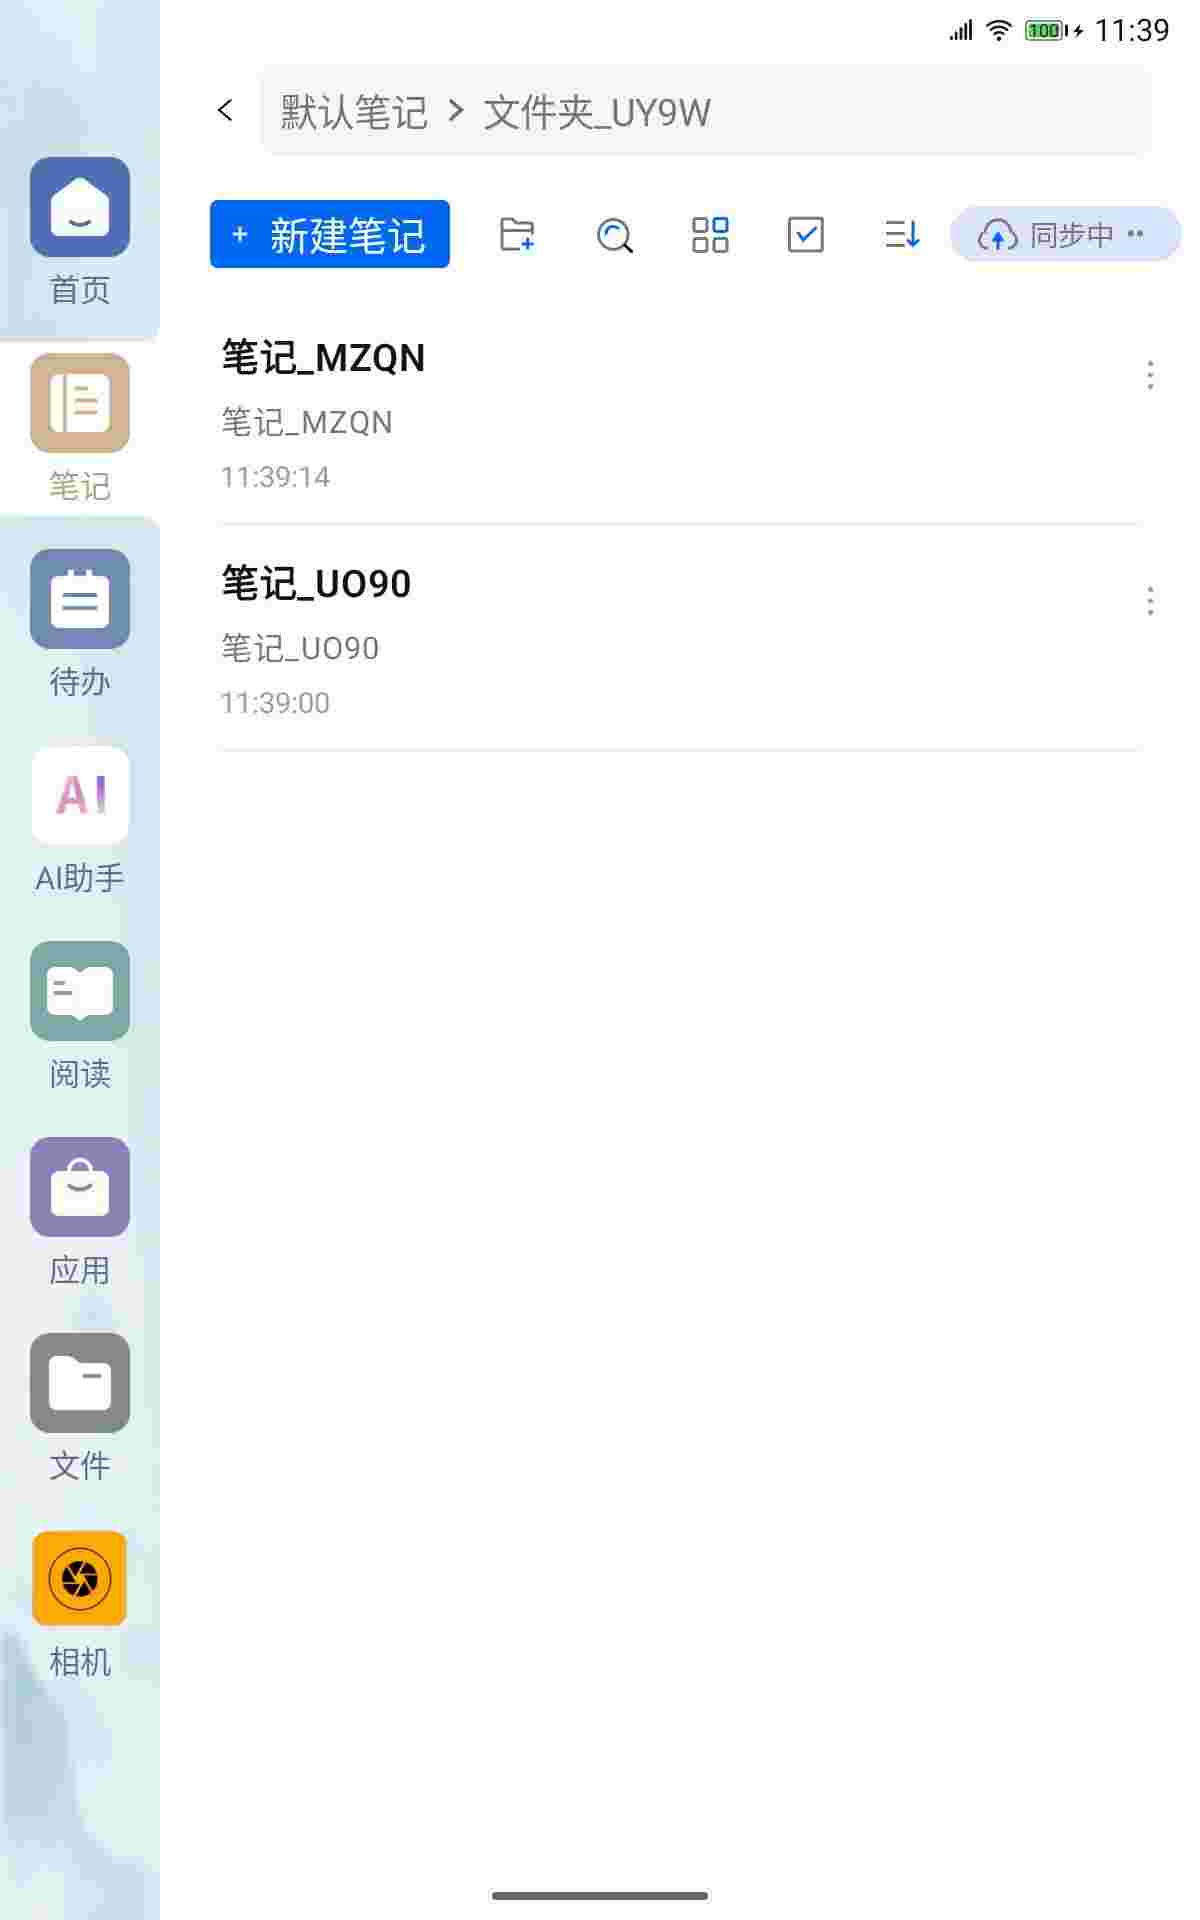 100 11:39
默认笔记 > 文件夹_UY9W
+ 新建笔记 同步中 ··
首页
笔记
待办
AI
AI助手
阅读
应用
文件
相机
笔记_MZQN
笔记_MZQN
11:39:14
笔记_UO90
笔记_UO90
11:39:00